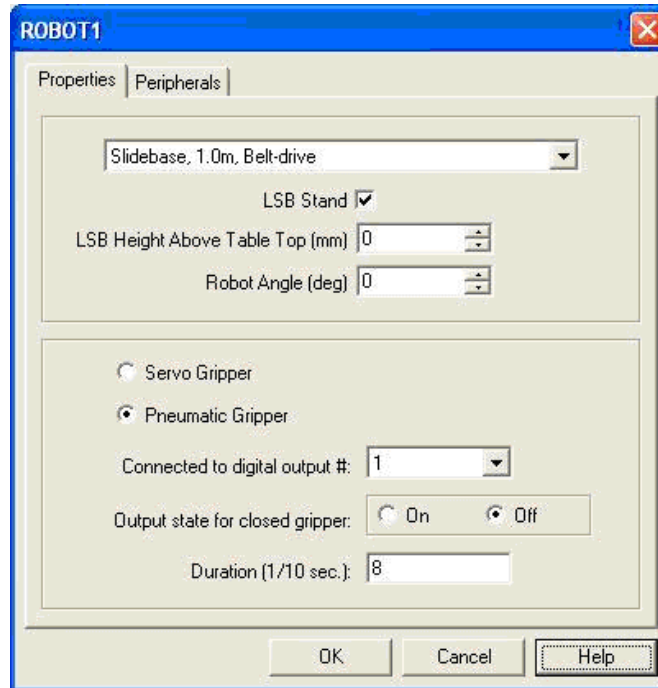 ROBOT1
Properties Peripherals
Slidebase, 1.0m, Belt-drive
LSB Stand
LSB Height Above Table Top (mm) 0
Robot Angle (deg) 0
Servo Gripper
Pneumatic Gripper
Connected to digital output #: 1
Output state for closed gripper: On Off
Duration (1/10 sec.): 8
OK Cancel Help